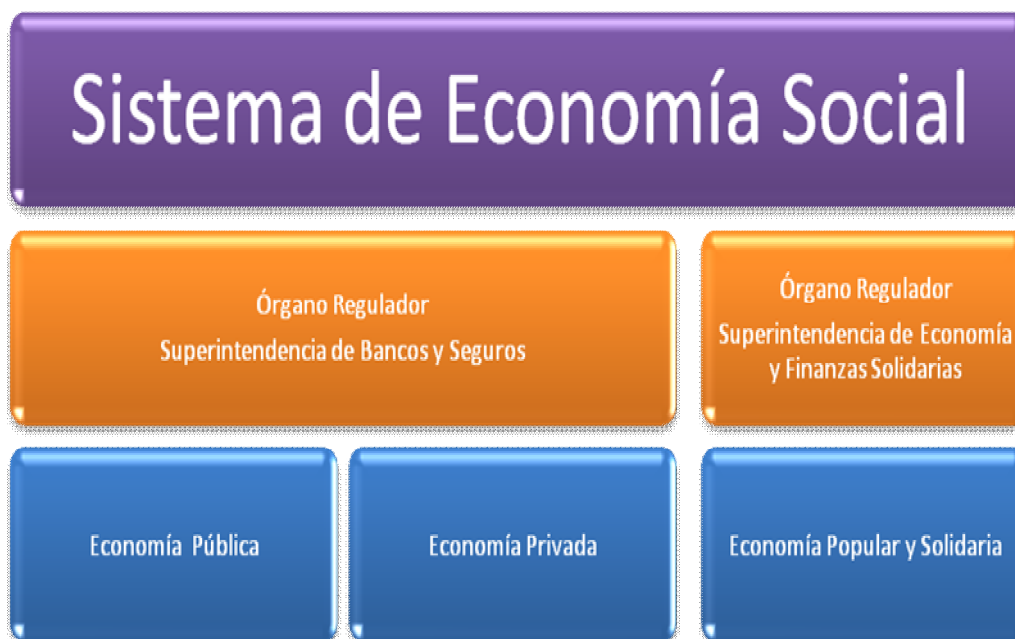 Sistema de Economía Social
Órgano Regulador
Superintendencia de Bancos y Seguros
Órgano Regulador
Superintendencia de Economía
y Finanzas Solidarias
Economía Pública
Economía Privada
Economía Popular y Solidaria